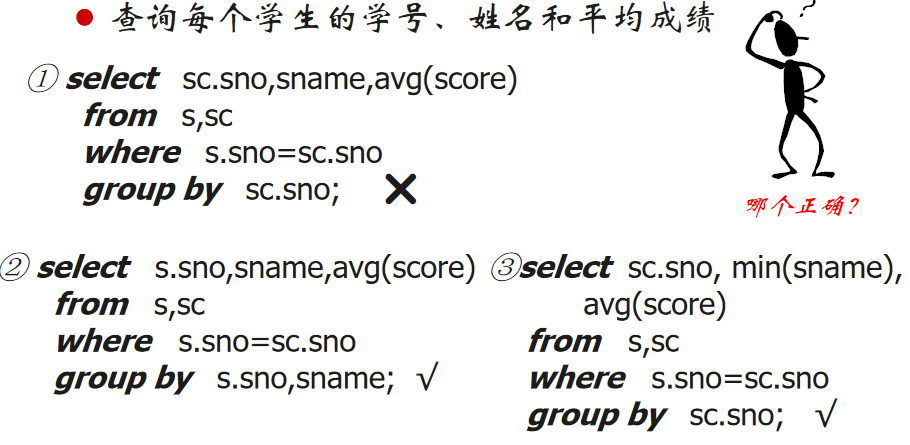 ● 查询每个学生的学号、姓名和平均成绩
?
① select sc.sno,sname,avg(score)
from s,sc
where s.sno=sc.sno
group by sc.sno; ✕
哪个正确?
② select s.sno,sname,avg(score)
from s,sc
where s.sno=sc.sno
group by s.sno,sname; √
③select sc.sno, min(sname),
avg(score)
from s,sc
where s.sno=sc.sno
group by sc.sno; √